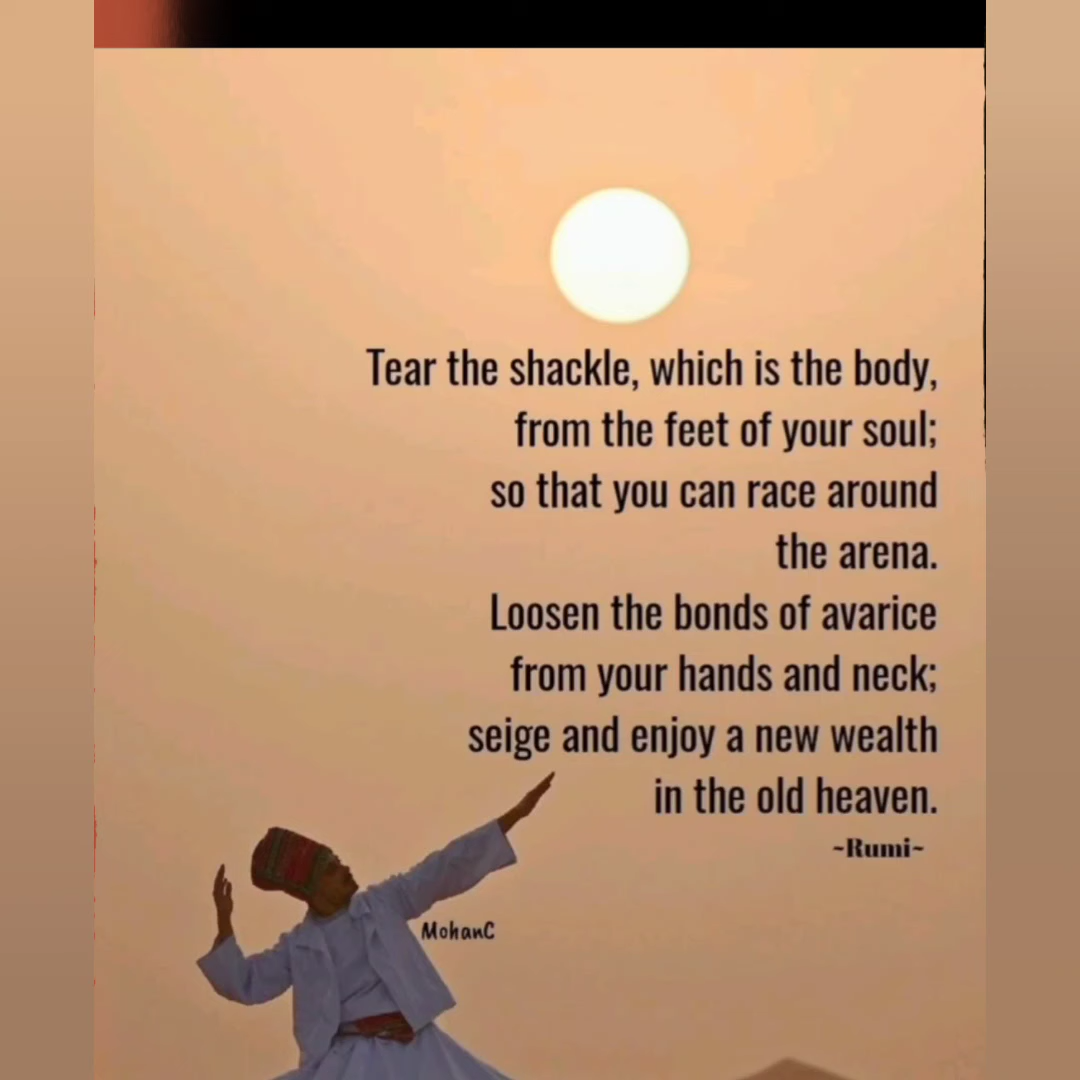 Tear the shackle, which is the body,
from the feet of your soul;
so that you can race around
the arena.
Loosen the bonds of avarice
from your hands and neck;
seige and enjoy a new wealth
in the old heaven.
~Rumi~
MohanC